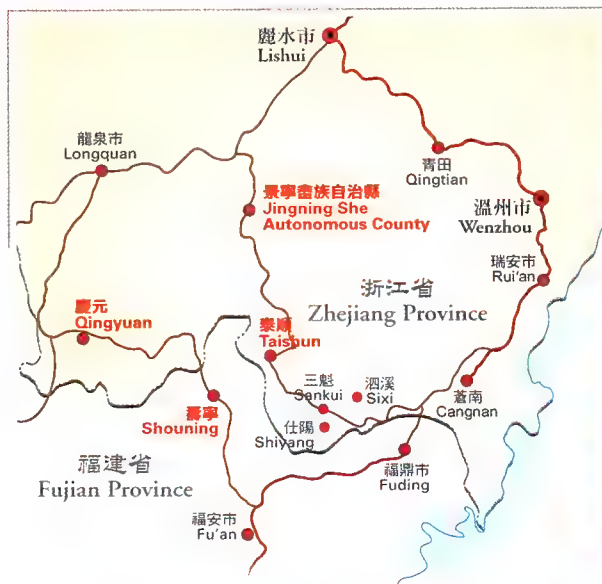 麗水市
Lishui
龍泉市
Longquan
青田
Qingtian
景寧畲族自治縣
Jingning She
Autonomous County
溫州市
Wenzhou
瑞安市
Rui'an
浙江省
Zhejiang Province
慶元
Qingyuan
泰順
Taishun
三魁
Sankui
泗溪
Sixi
蒼南
Cangnan
壽寧
Shouning
仕陽
Shiyang
福建省
Fujian Province
福鼎市
Fuding
福安市
Fu'an